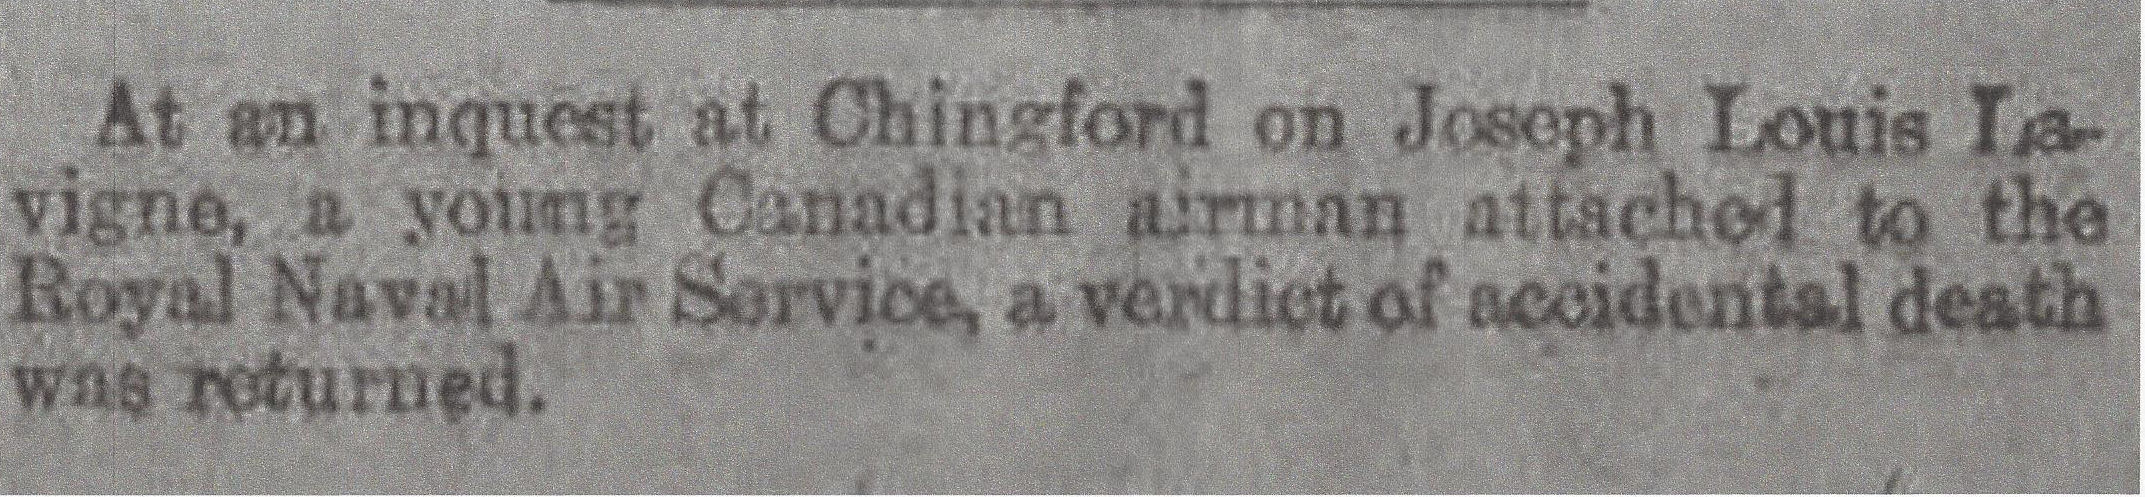 At an inquest at Chingford on Joseph Louis La-
vigne, a young Canadian airman attached to the
Royal Naval Air Service, a verdict of accidental death
was returned.